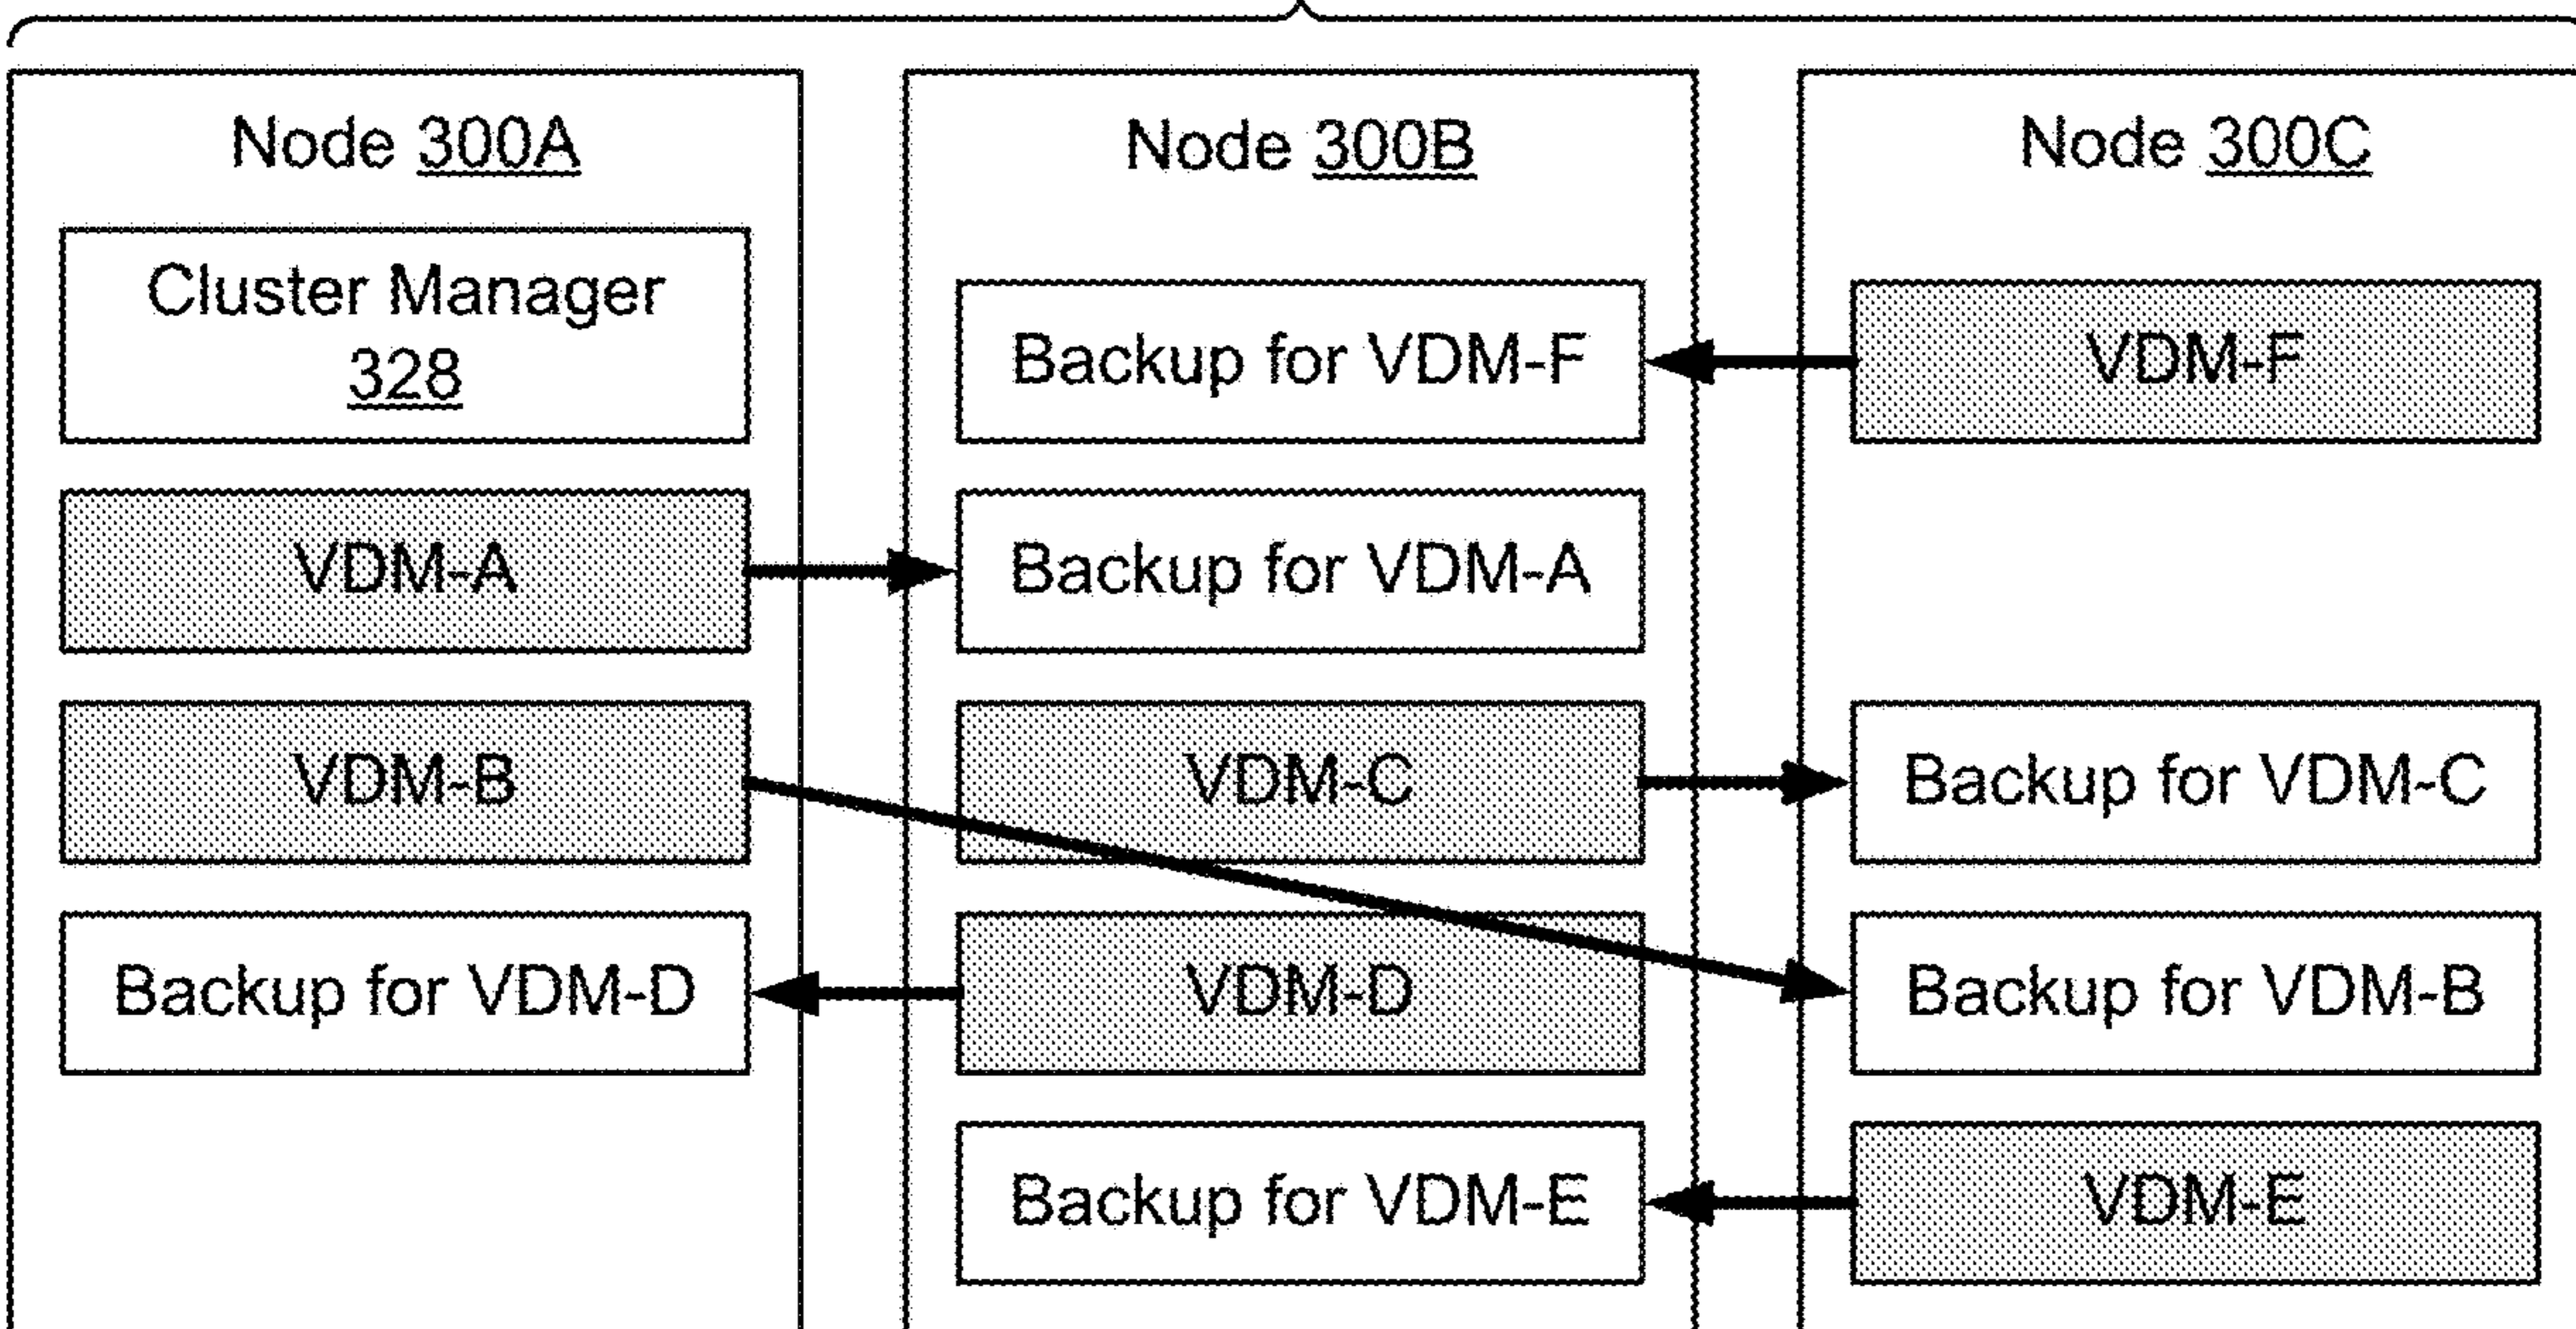 Node 300A
Cluster Manager
328
VDM-A
VDM-B
Backup for VDM-D
Node 300B
Backup for VDM-F
Backup for VDM-A
VDM-C
VDM-D
Backup for VDM-E
Node 300C
VDM-F
Backup for VDM-C
Backup for VDM-B
VDM-E